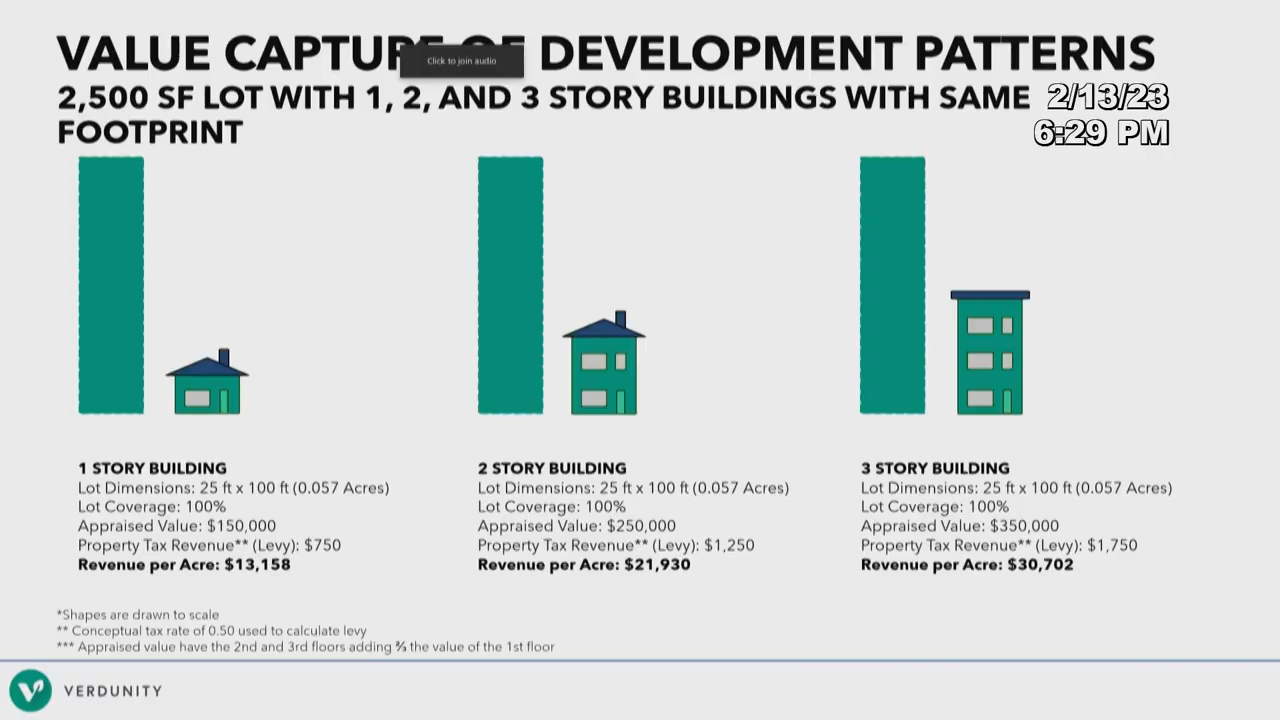 VALUE CAPTURE OF DEVELOPMENT PATTERNS
Click to join audio
2,500 SF LOT WITH 1, 2, AND 3 STORY BUILDINGS WITH SAME
FOOTPRINT
2/13/23
6:29 PM
1 STORY BUILDING
Lot Dimensions: 25 ft x 100 ft (0.057 Acres)
Lot Coverage: 100%
Appraised Value: $150,000
Property Tax Revenue** (Levy): $750
Revenue per Acre: $13,158
2 STORY BUILDING
Lot Dimensions: 25 ft x 100 ft (0.057 Acres)
Lot Coverage: 100%
Appraised Value: $250,000
Property Tax Revenue** (Levy): $1,250
Revenue per Acre: $21,930
3 STORY BUILDING
Lot Dimensions: 25 ft x 100 ft (0.057 Acres)
Lot Coverage: 100%
Appraised Value: $350,000
Property Tax Revenue** (Levy): $1,750
Revenue per Acre: $30,702
*Shapes are drawn to scale
** Conceptual tax rate of 0.50 used to calculate levy
*** Appraised value have the 2nd and 3rd floors adding ⅔ the value of the 1st floor
VERDUNITY